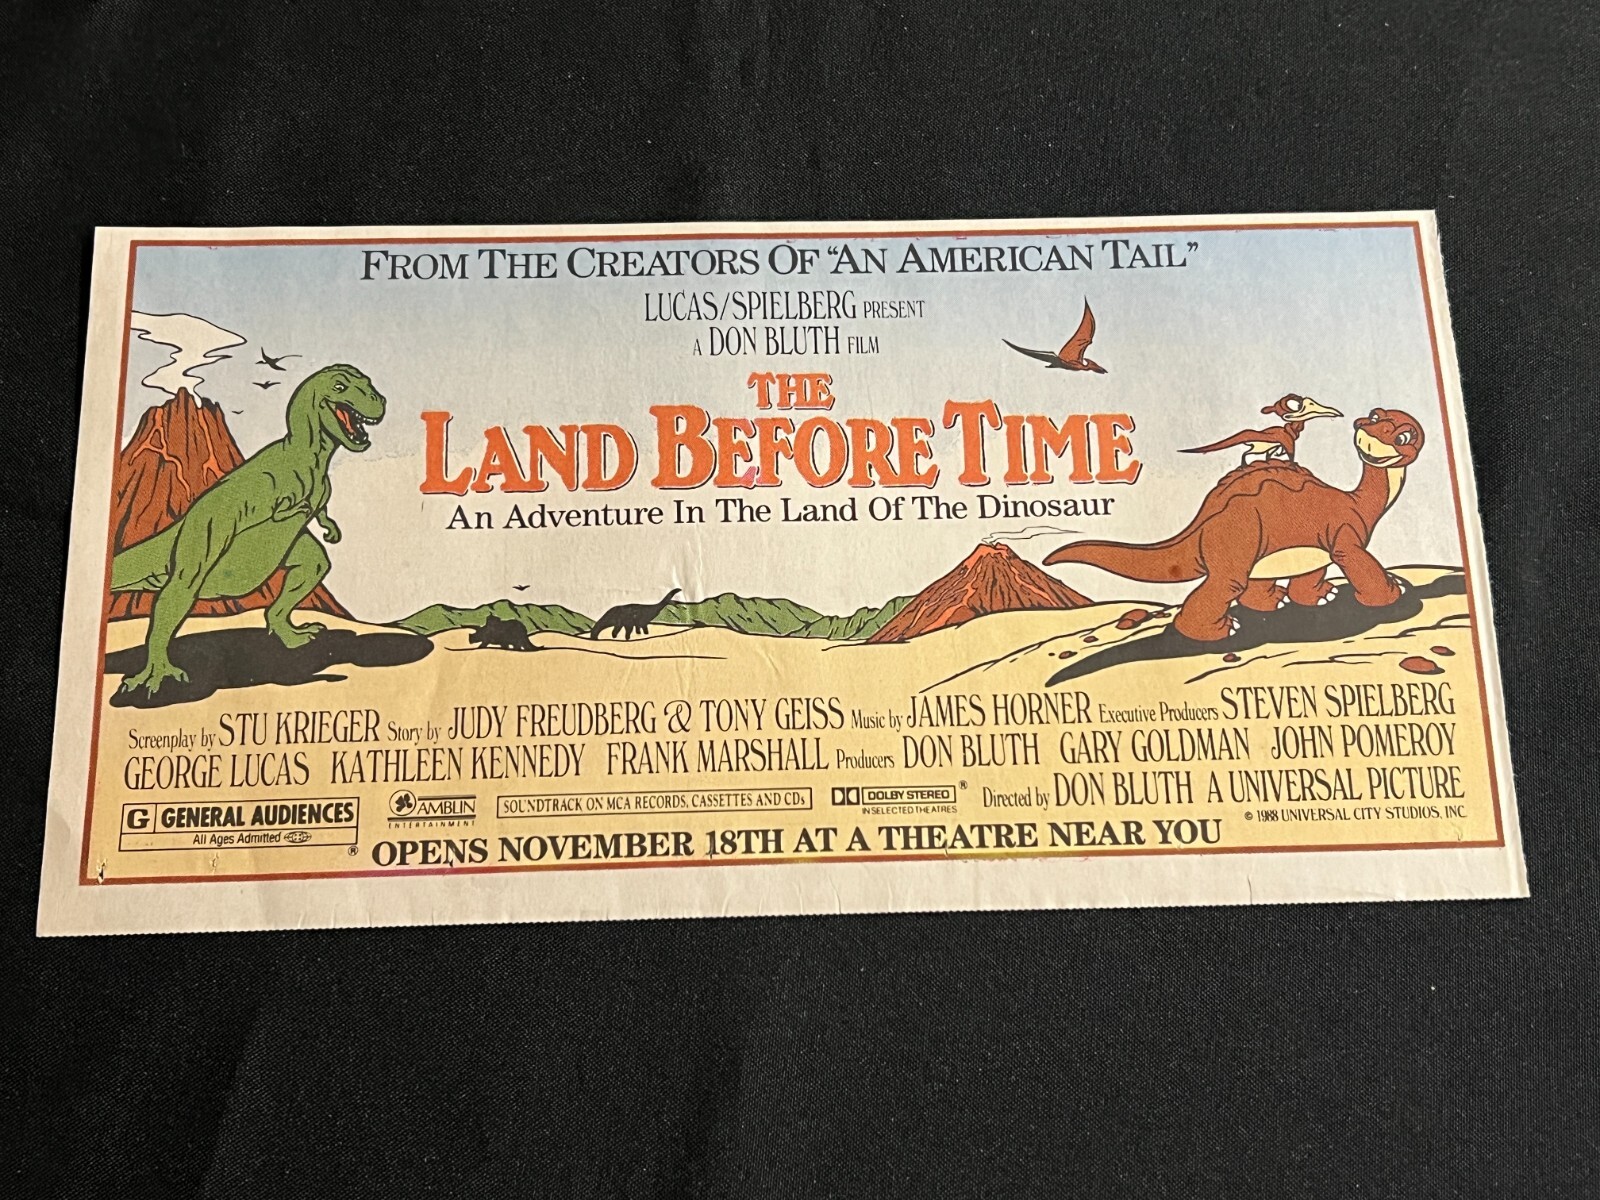 FROM THE CREATORS OF "AN AMERICAN TAIL"
LUCAS/SPIELBERG PRESENT
A DON BLUTH FILM
THE
LAND BEFORE TIME
An Adventure In The Land Of The Dinosaur
Screenplay by STU KRIEGER Story by JUDY FREUDBERG & TONY GEISS Music by JAMES HORNER Executive Producers STEVEN SPIELBERG
GEORGE LUCAS KATHLEEN KENNEDY FRANK MARSHALL Producers DON BLUTH GARY GOLDMAN JOHN POMEROY
Directed by DON BLUTH A UNIVERSAL PICTURE
G GENERAL AUDIENCES
All Ages Admitted
®
AMBLIN
ENTERTAINMENT
SOUNDTRACK ON MCA RECORDS, CASSETTES AND CDs
DOLBY STEREO ®
IN SELECTED THEATRES
© 1988 UNIVERSAL CITY STUDIOS, INC.
OPENS NOVEMBER 18TH AT A THEATRE NEAR YOU